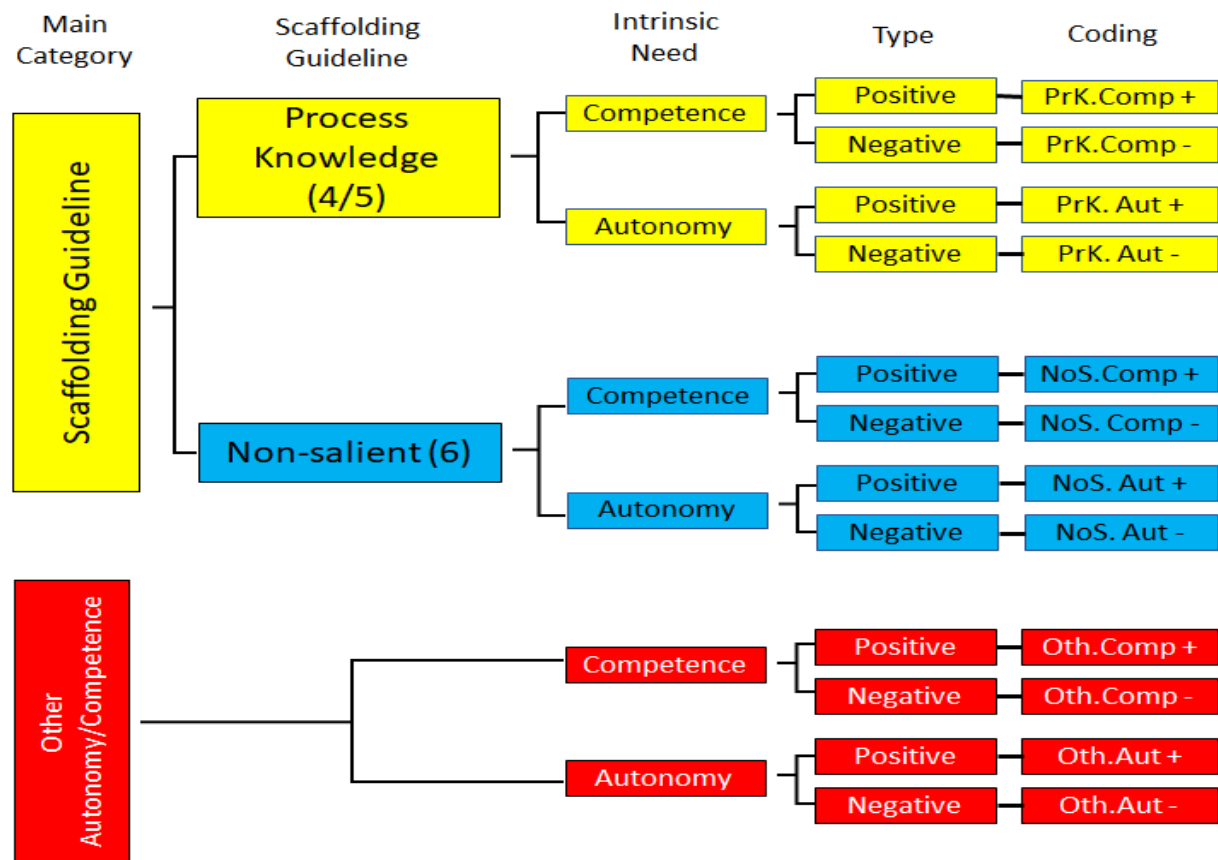 Main
Category
Scaffolding
Guideline
Intrinsic
Need
Type
Coding
Scaffolding Guideline
Process
Knowledge
(4/5)
Competence
Positive
PrK.Comp +
Negative
PrK.Comp -
Autonomy
Positive
PrK. Aut +
Negative
PrK. Aut -
Non-salient (6)
Competence
Positive
NoS.Comp +
Negative
NoS. Comp -
Autonomy
Positive
NoS. Aut +
Negative
NoS. Aut -
Other
Autonomy/Competence
Competence
Positive
Oth.Comp +
Negative
Oth.Comp -
Autonomy
Positive
Oth.Aut +
Negative
Oth.Aut -